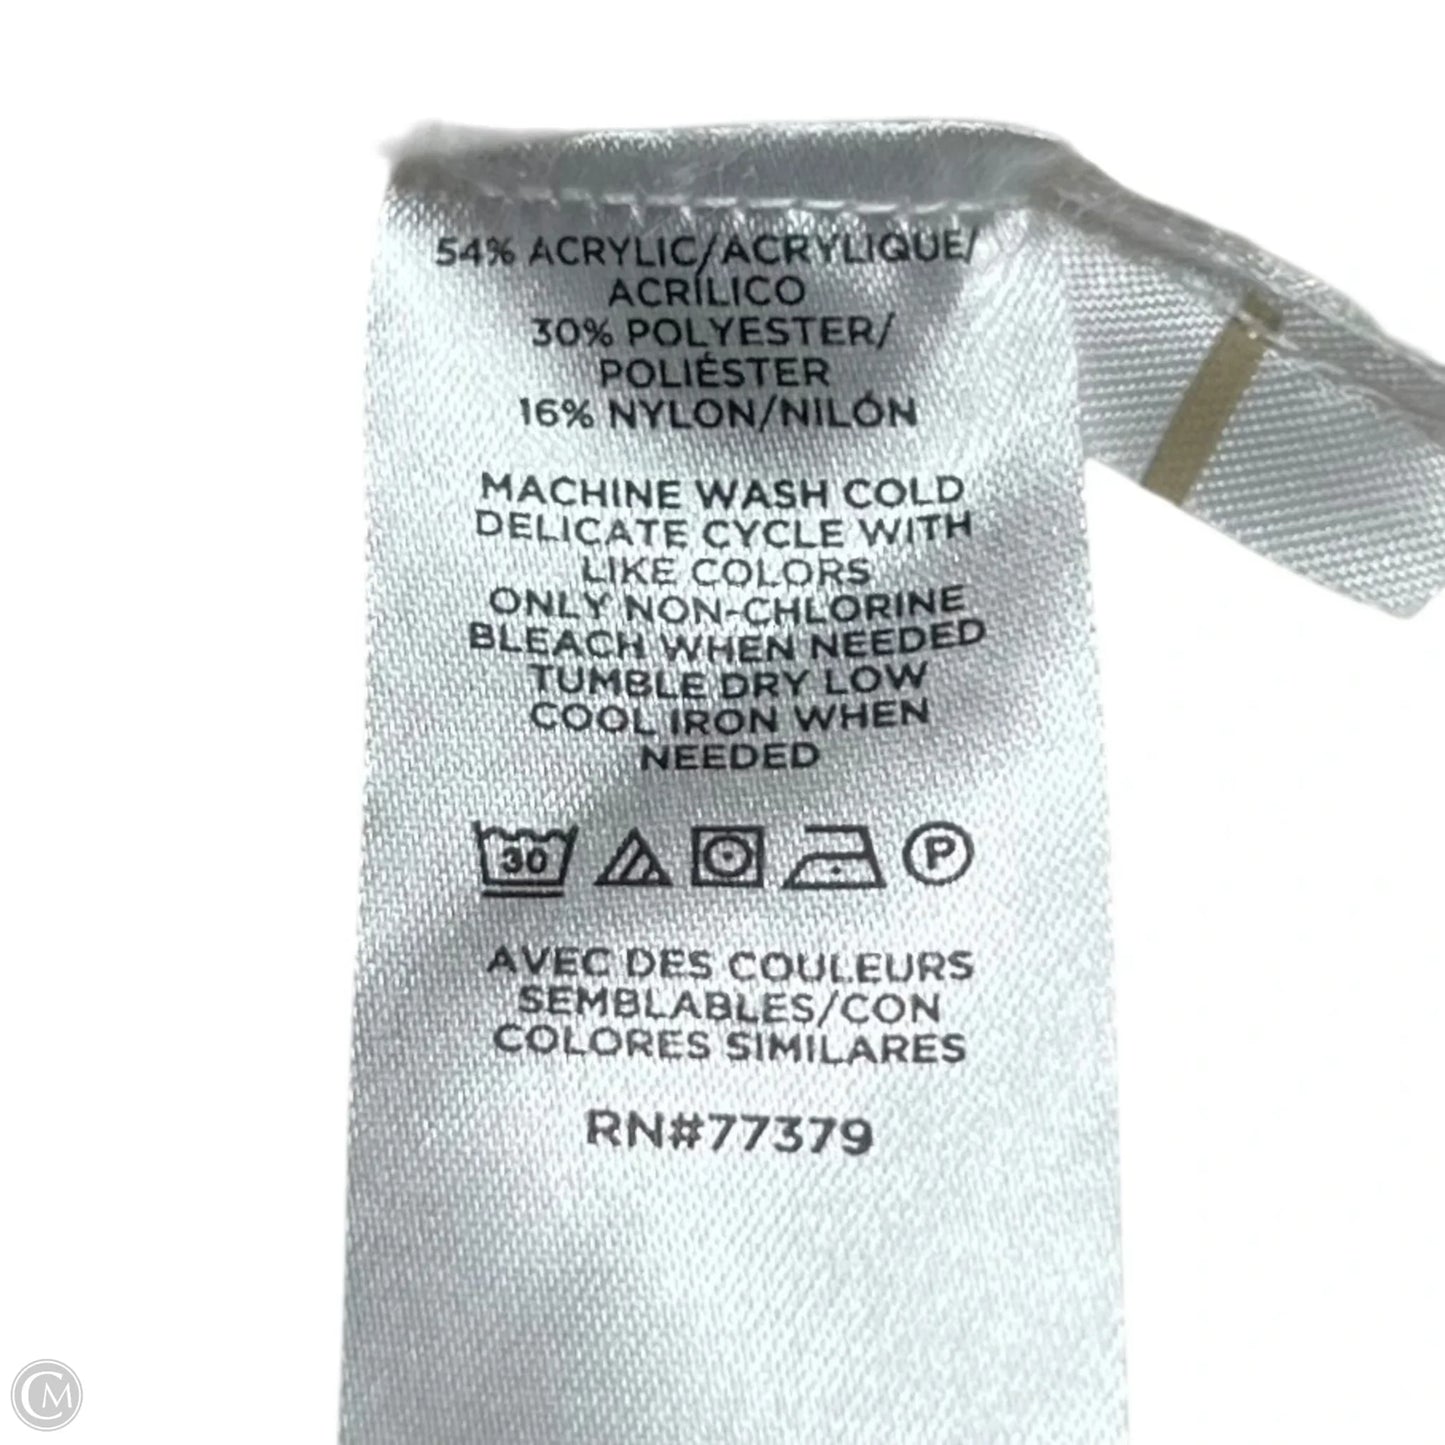 54% ACRYLIC/ACRYLIQUE/
ACRÍLICO
30% POLYESTER/
POLIÉSTER
16% NYLON/NILÓN
MACHINE WASH COLD
DELICATE CYCLE WITH
LIKE COLORS
ONLY NON-CHLORINE
BLEACH WHEN NEEDED
TUMBLE DRY LOW
COOL IRON WHEN
NEEDED
30 P
AVEC DES COULEURS
SEMBLABLES/CON
COLORES SIMILARES
RN#77379
CM